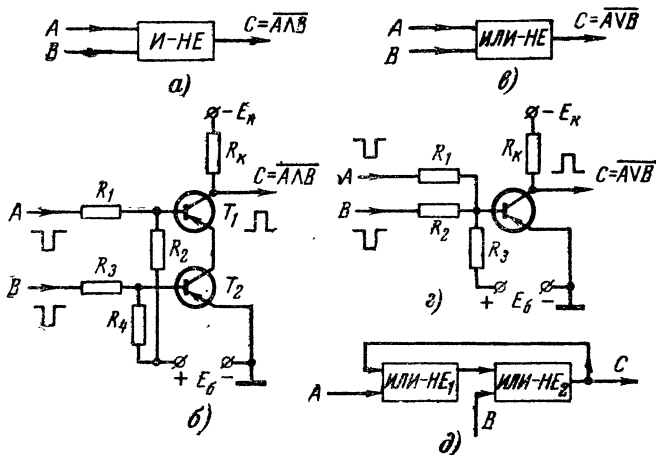 A
B
И-НЕ
C=A̅∧̅B̅
а)
A
B
ИЛИ-НЕ
C=A̅V̅B̅
в)
-Eк
Rк
C=A̅∧̅B̅
A
R₁
T₁
R₂
B
R₃
T₂
R₄
+ Eб -
б)
-Eк
Rк
C=A̅V̅B̅
A
R₁
B
R₂
R₃
+ Eб -
г)
A
ИЛИ-НЕ₁
ИЛИ-НЕ₂
C
B
д)